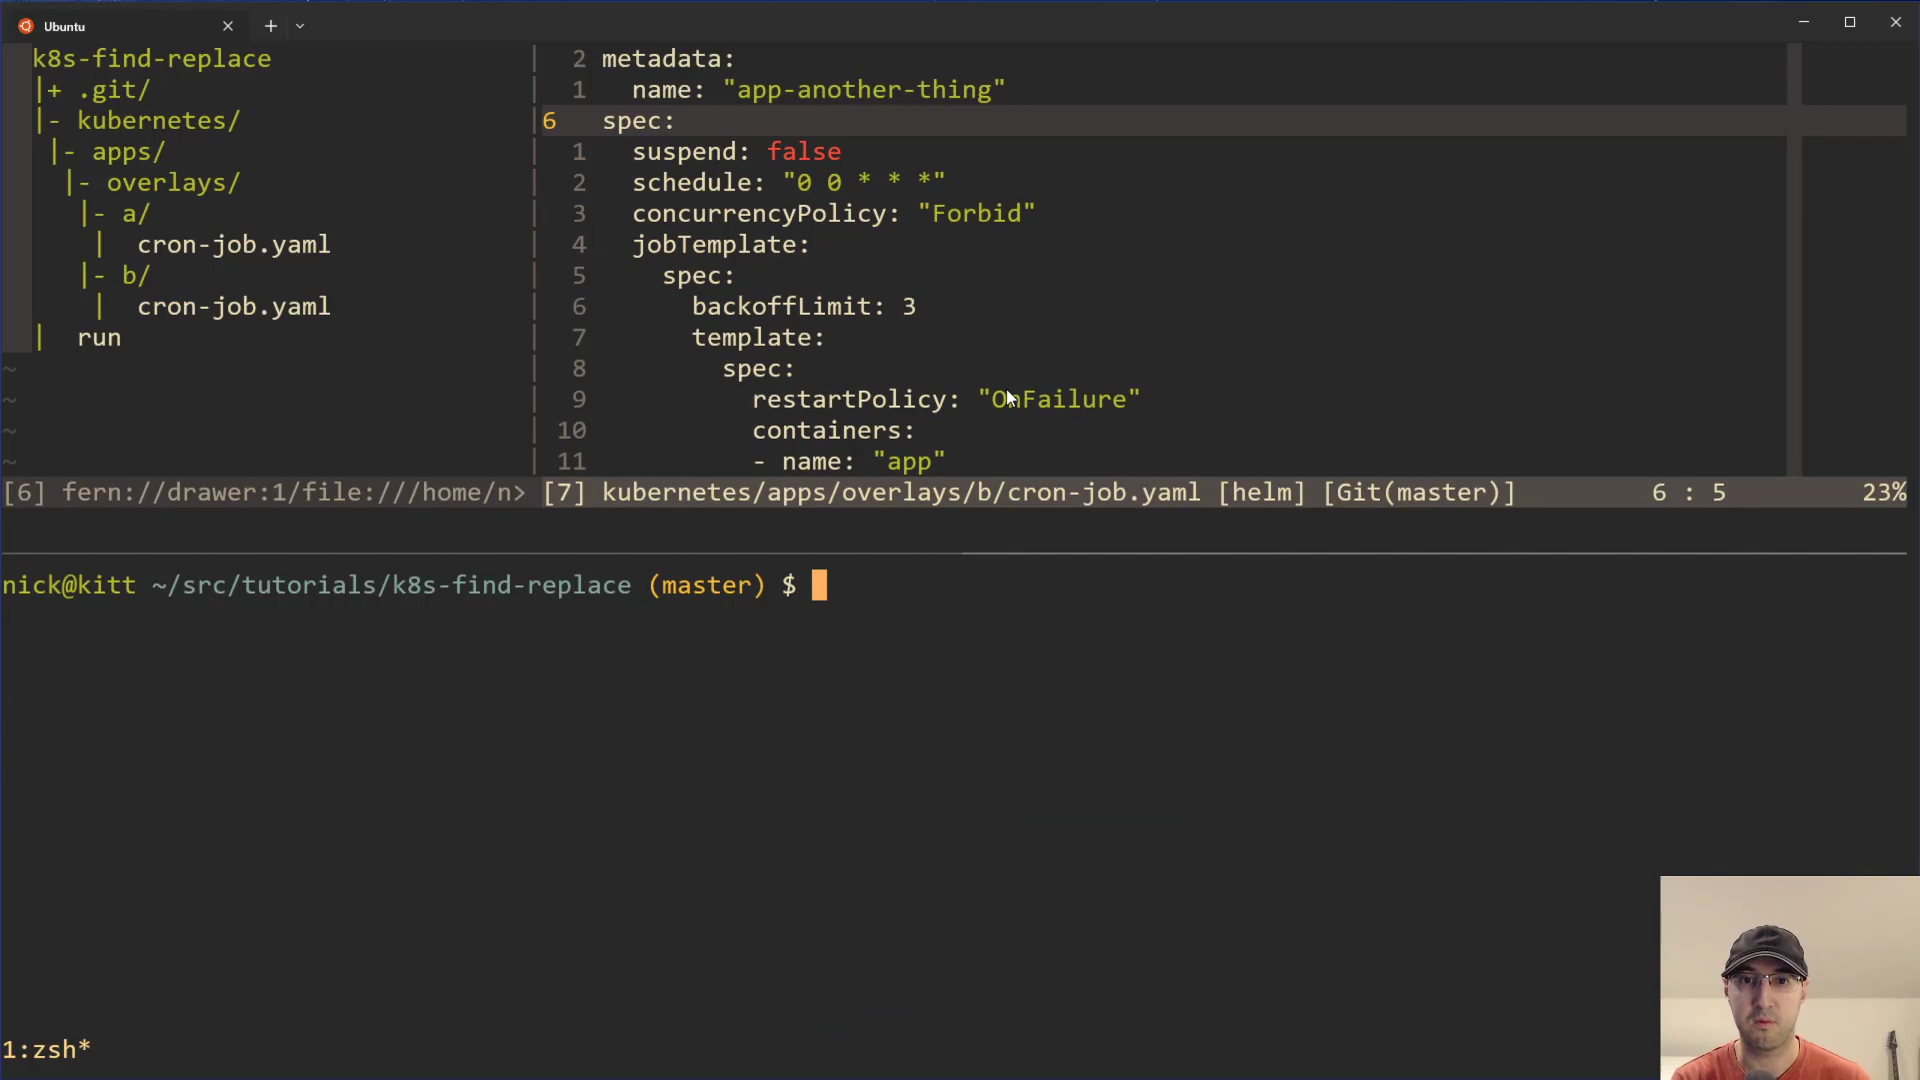 Ubuntu
k8s-find-replace
|+ .git/
|- kubernetes/
|- apps/
|- overlays/
|- a/
| cron-job.yaml
|- b/
| cron-job.yaml
| run
~
~
~
~
2 metadata:
1 name: "app-another-thing"
6 spec:
1 suspend: false
2 schedule: "0 0 * * *"
3 concurrencyPolicy: "Forbid"
4 jobTemplate:
5 spec:
6 backoffLimit: 3
7 template:
8 spec:
9 restartPolicy: "OnFailure"
10 containers:
11 - name: "app"
[6] fern://drawer:1/file:///home/n> [7] kubernetes/apps/overlays/b/cron-job.yaml [helm] [Git(master)] 6 : 5 23%
nick@kitt ~/src/tutorials/k8s-find-replace (master) $
1:zsh*